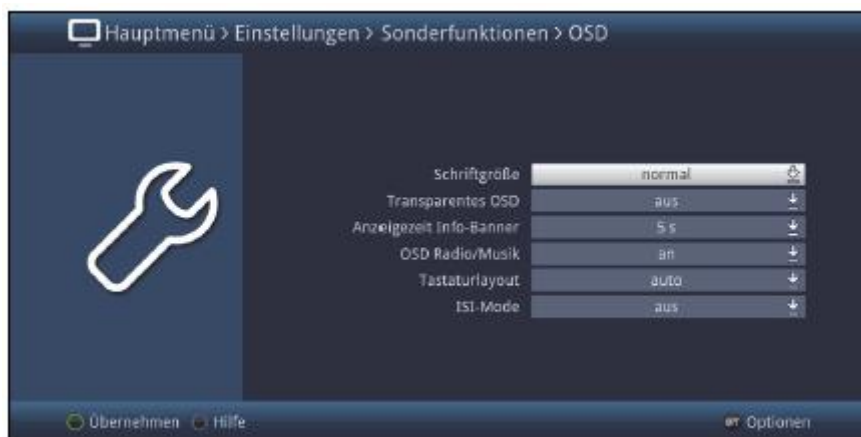 Hauptmenü > Einstellungen > Sonderfunktionen > OSD
Schriftgröße normal
Transparentes OSD aus
Anzeigezeit Info-Banner 5 s
OSD Radio/Musik an
Tastaturlayout auto
ISI-Mode aus
Übernehmen Hilfe Optionen